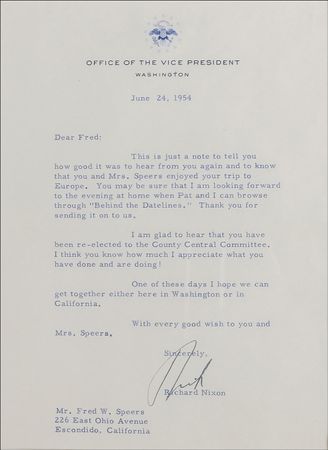 OFFICE OF THE VICE PRESIDENT
WASHINGTON
June 24, 1954
Dear Fred:
This is just a note to tell you
how good it was to hear from you again and to know
that you and Mrs. Speers enjoyed your trip to
Europe. You may be sure that I am looking forward
to the evening at home when Pat and I can browse
through "Behind the Datelines." Thank you for
sending it on to us.
I am glad to hear that you have
been re-elected to the County Central Committee.
I think you know how much I appreciate what you
have done and are doing!
One of these days I hope we can
get together either here in Washington or in
California.
With every good wish to you and
Mrs. Speers,
Sincerely,
Richard Nixon
Mr. Fred W. Speers
226 East Ohio Avenue
Escondido, California